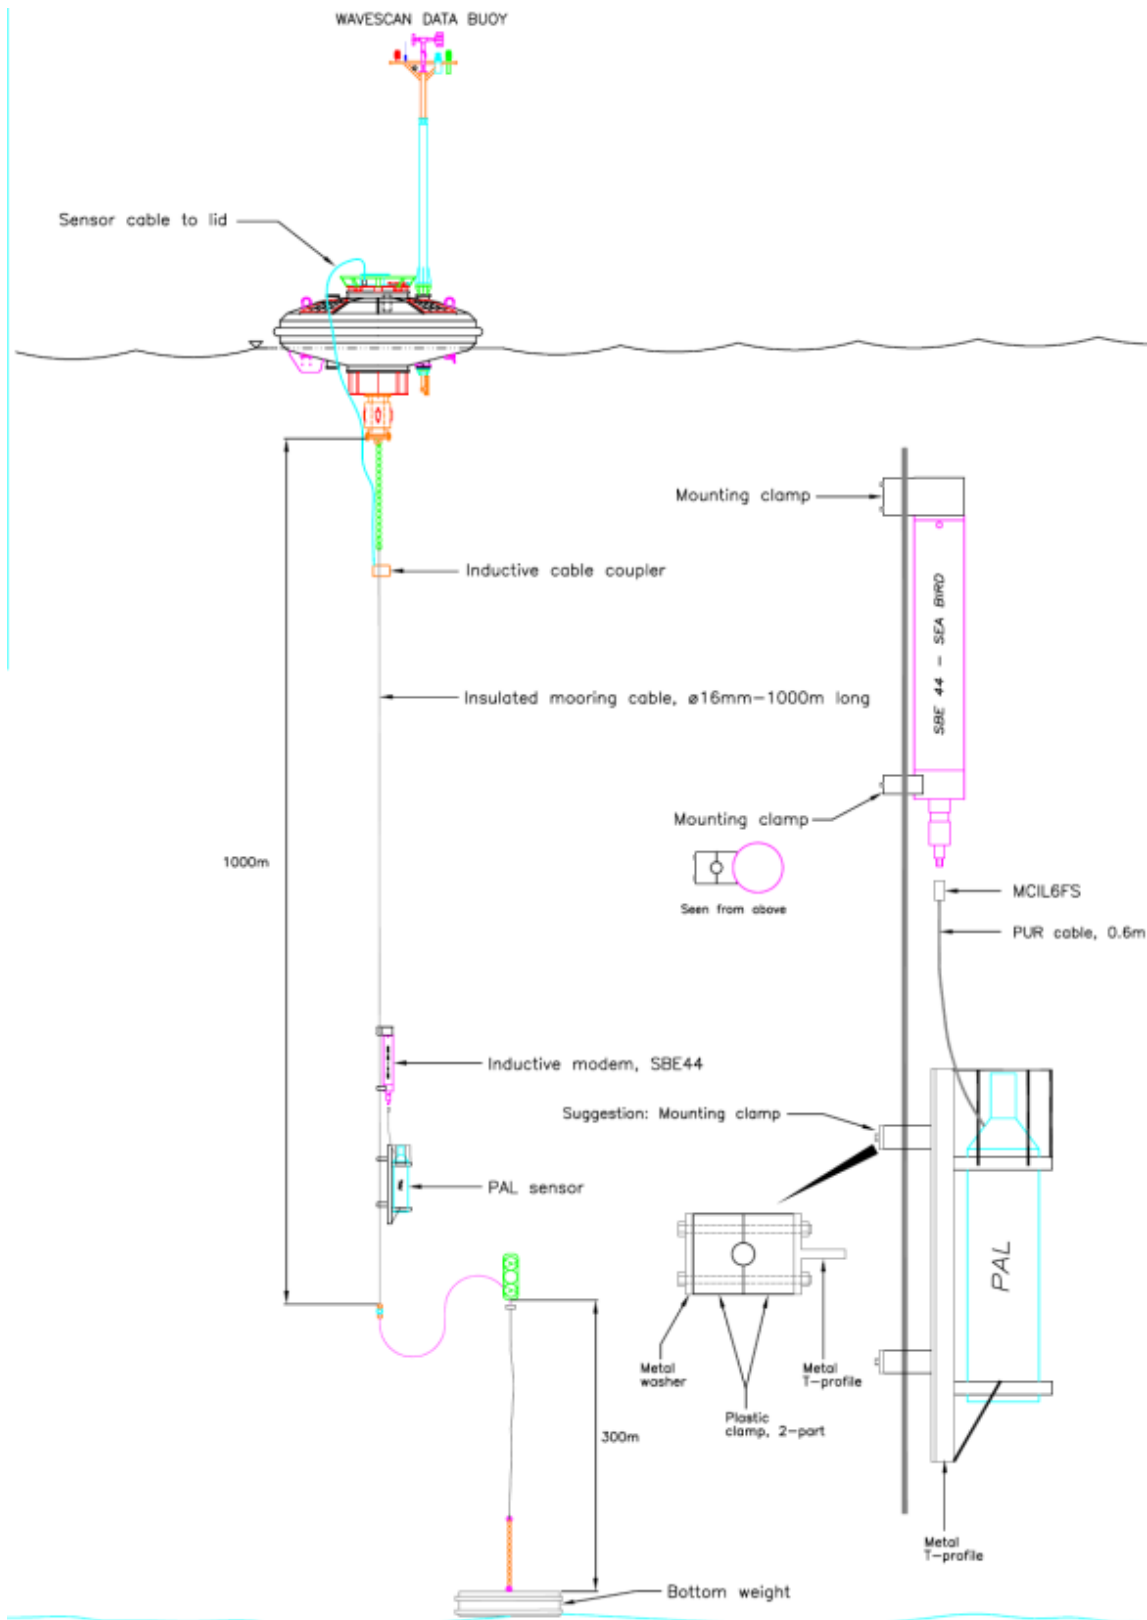 WAVESCAN DATA BUOY
Sensor cable to lid
Mounting clamp
Inductive cable coupler
SBE 44 – SEA BIRD
Insulated mooring cable, ø16mm–1000m long
Mounting clamp
1000m
Seen from above
MCIL6FS
PUR cable, 0.6m
Inductive modem, SBE44
Suggestion: Mounting clamp
PAL sensor
PAL
Metal
washer
Metal
T–profile
Plastic
clamp, 2–part
300m
Metal
T–profile
Bottom weight